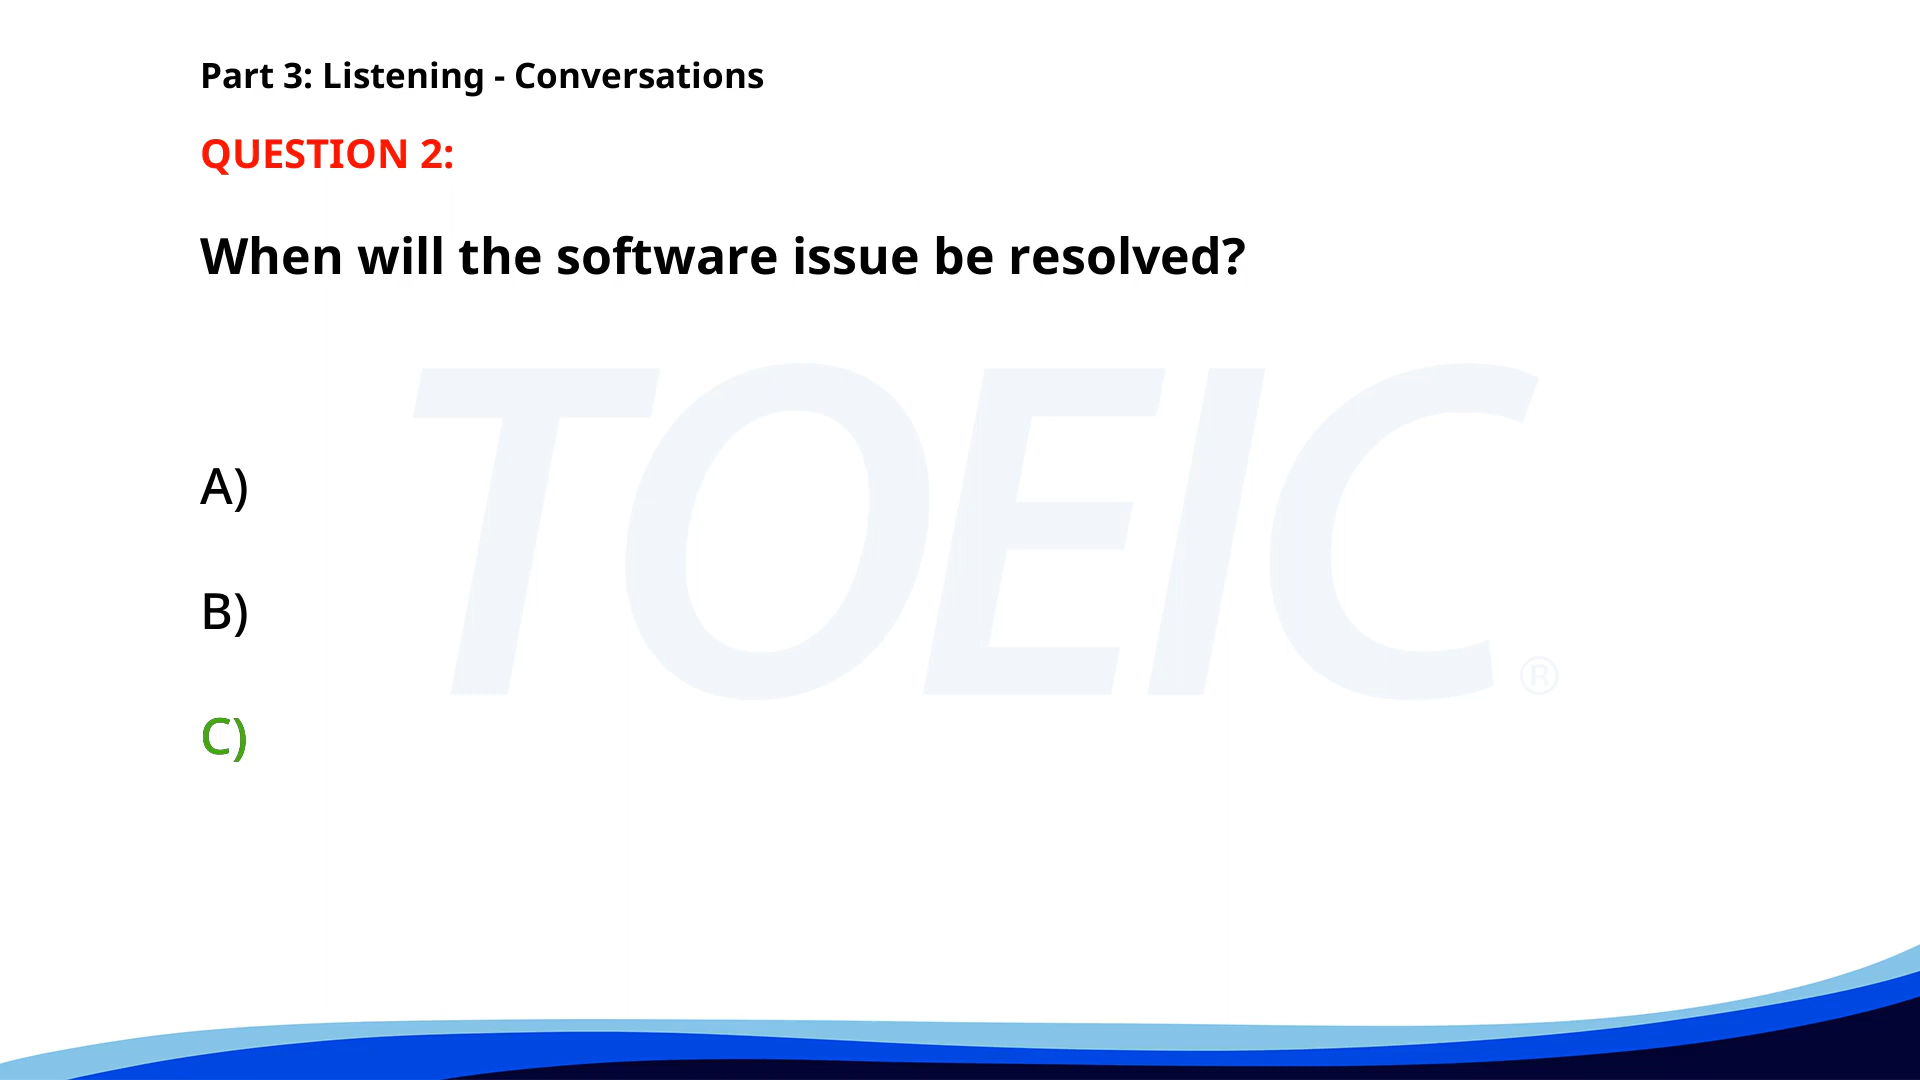 Part 3: Listening - Conversations
QUESTION 2:
When will the software issue be resolved?
TOEIC®
A)
B)
C)